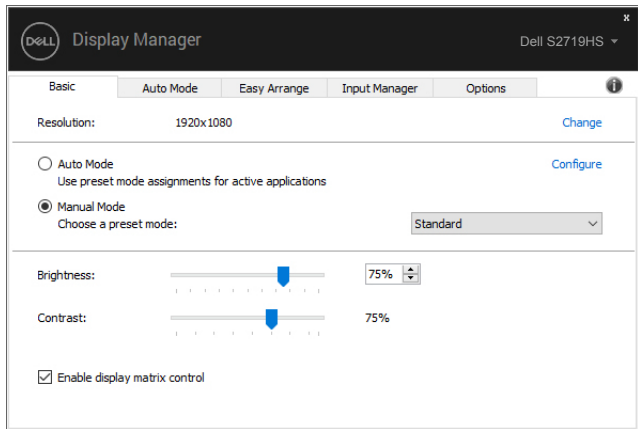 x
DELL Display Manager Dell S2719HS
Basic Auto Mode Easy Arrange Input Manager Options i
Resolution: 1920x1080 Change
Auto Mode Configure
Use preset mode assignments for active applications
Manual Mode
Choose a preset mode: Standard
Brightness: 75%
Contrast: 75%
Enable display matrix control